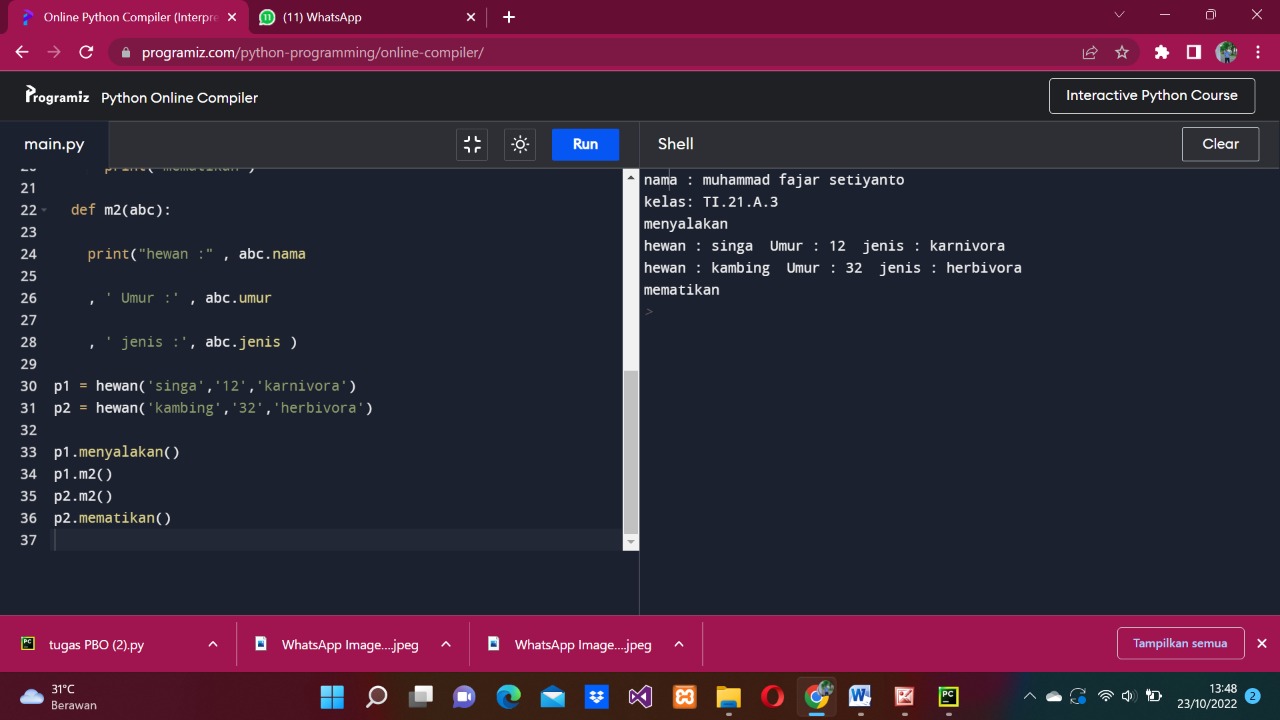 Online Python Compiler (Interpre
(11) WhatsApp
programiz.com/python-programming/online-compiler/
Programiz Python Online Compiler
Interactive Python Course
main.py
Run
Shell
Clear
20 print("mematikan")
21
22 def m2(abc):
23
24 print("hewan :" , abc.nama
25
26 , ' Umur :' , abc.umur
27
28 , ' jenis :', abc.jenis )
29
30 p1 = hewan('singa','12','karnivora')
31 p2 = hewan('kambing','32','herbivora')
32
33 p1.menyalakan()
34 p1.m2()
35 p2.m2()
36 p2.mematikan()
37
nama : muhammad fajar setiyanto
kelas: TI.21.A.3
menyalakan
hewan : singa  Umur : 12  jenis : karnivora
hewan : kambing  Umur : 32  jenis : herbivora
mematikan
>
tugas PBO (2).py
WhatsApp Image....jpeg
WhatsApp Image....jpeg
Tampilkan semua
31°C
Berawan
13:48
23/10/2022
2